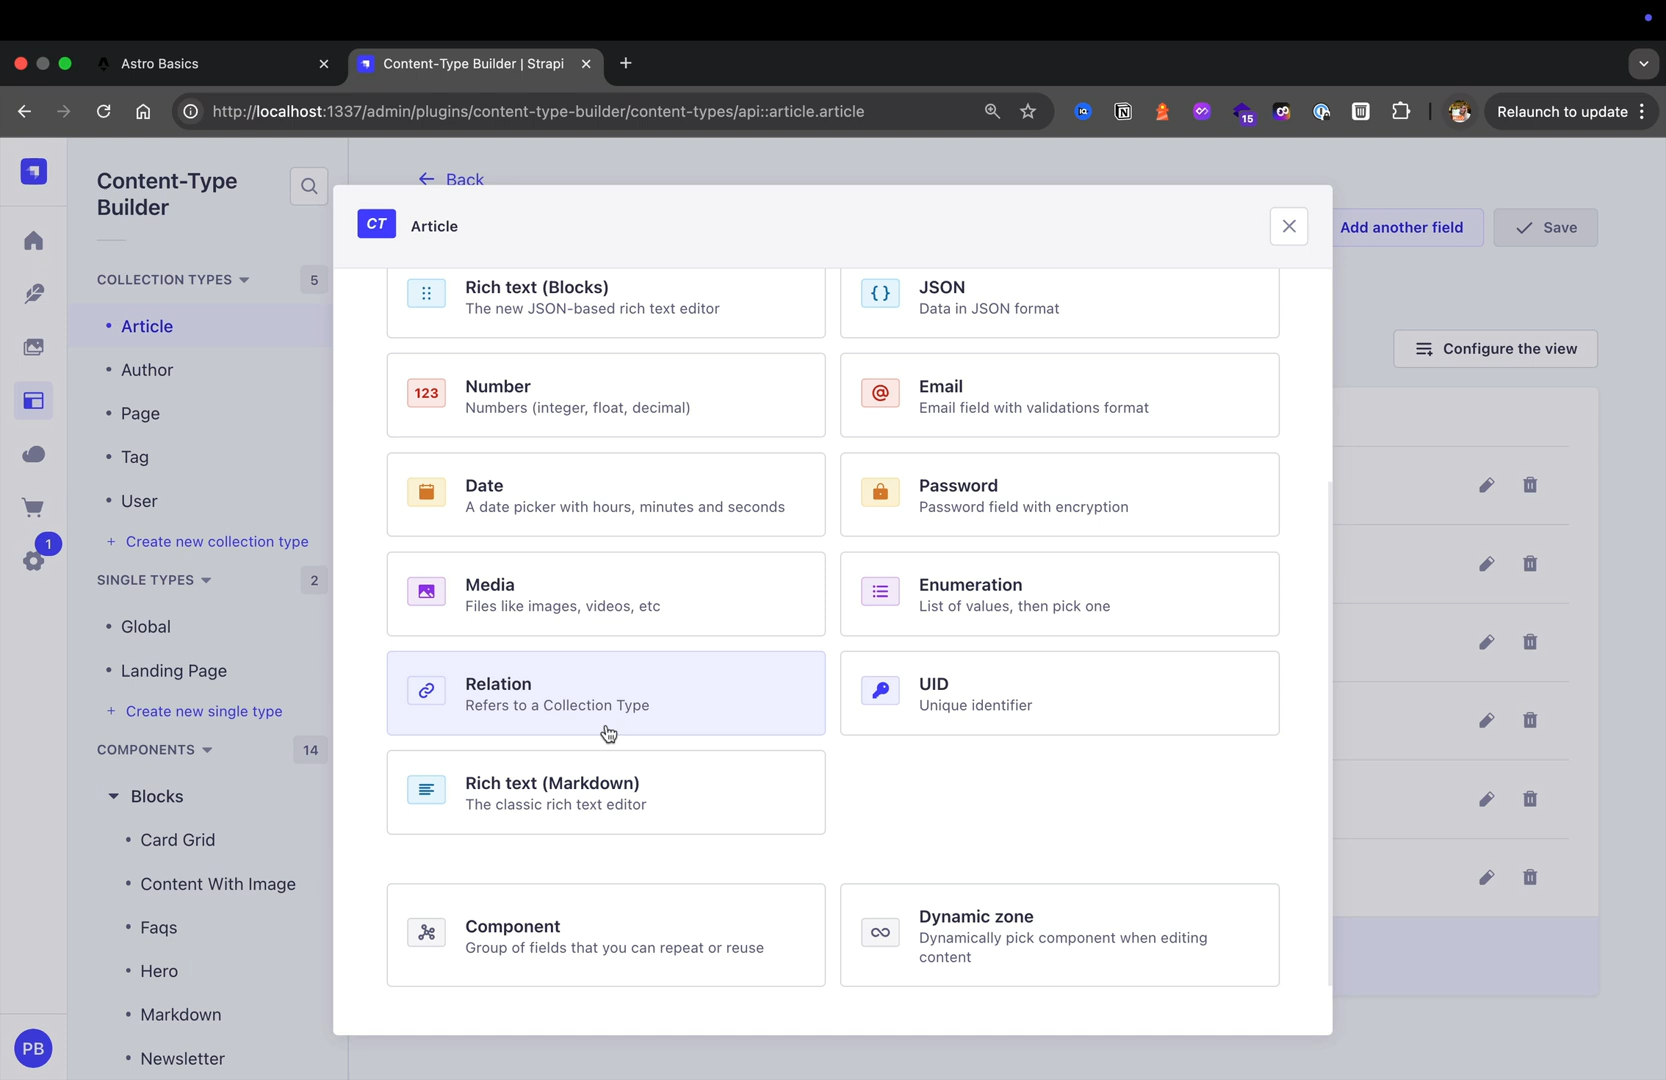 Astro Basics
Content-Type Builder | Strapi
http://localhost:1337/admin/plugins/content-type-builder/content-types/api::article.article
15
Relaunch to update
Content-Type
Builder
COLLECTION TYPES
5
Article
Author
Page
Tag
User
+ Create new collection type
1
SINGLE TYPES
2
Global
Landing Page
+ Create new single type
COMPONENTS
14
Blocks
Card Grid
Content With Image
Faqs
Hero
Markdown
Newsletter
PB
Back
CT
Article
Add another field
Save
Configure the view
Rich text (Blocks)
The new JSON-based rich text editor
JSON
Data in JSON format
123
Number
Numbers (integer, float, decimal)
Email
Email field with validations format
Date
A date picker with hours, minutes and seconds
Password
Password field with encryption
Media
Files like images, videos, etc
Enumeration
List of values, then pick one
Relation
Refers to a Collection Type
UID
Unique identifier
Rich text (Markdown)
The classic rich text editor
Component
Group of fields that you can repeat or reuse
Dynamic zone
Dynamically pick component when editing
content